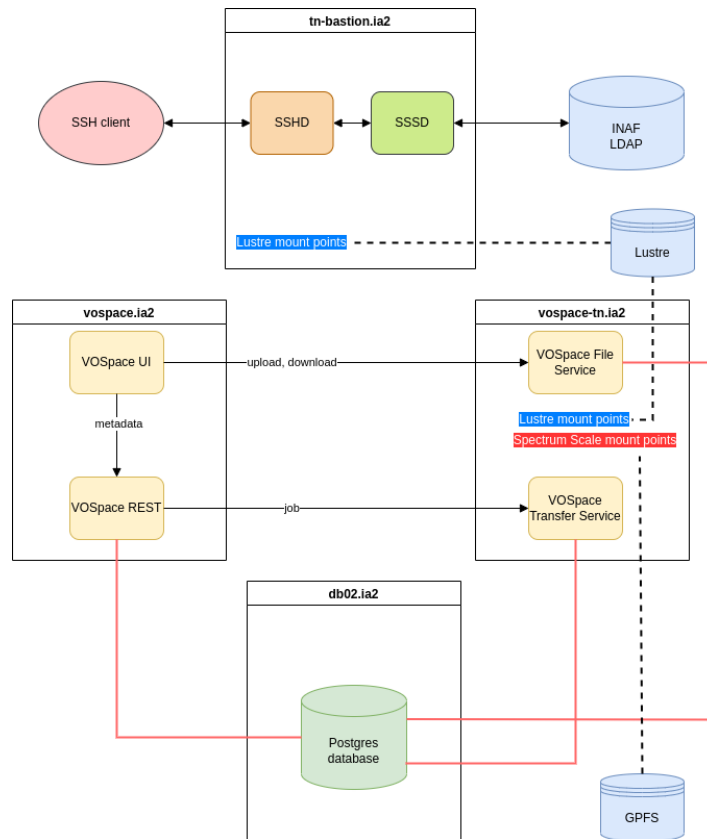 tn-bastion.ia2
SSH client
SSHD
SSSD
INAF
LDAP
Lustre mount points
Lustre
vospace.ia2
vospace-tn.ia2
VOSpace UI
upload, download
VOSpace File
Service
metadata
Lustre mount points
Spectrum Scale mount points
VOSpace REST
job
VOSpace
Transfer Service
db02.ia2
Postgres
database
GPFS